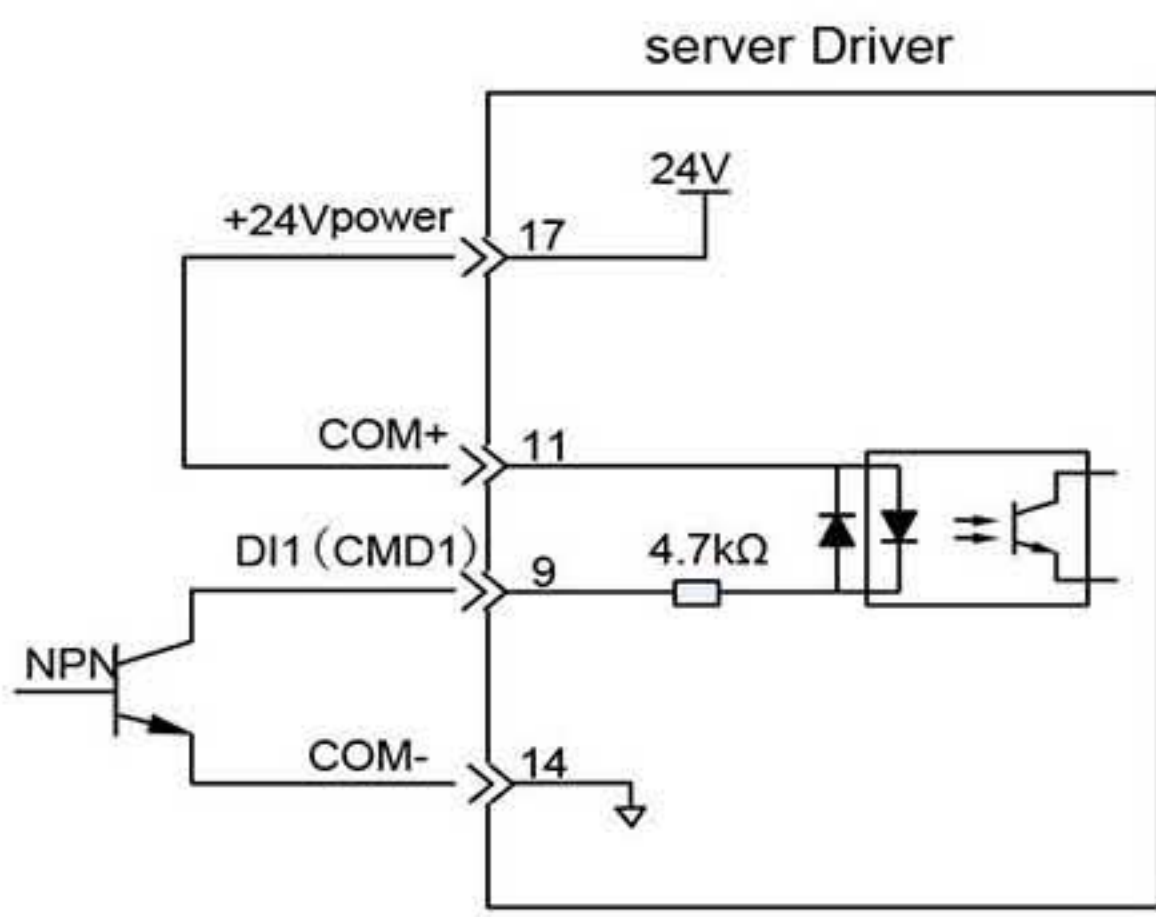 server Driver
24V
+24Vpower
17
COM+
11
DI1（CMD1）
9
4.7kΩ
NPN
COM-
14